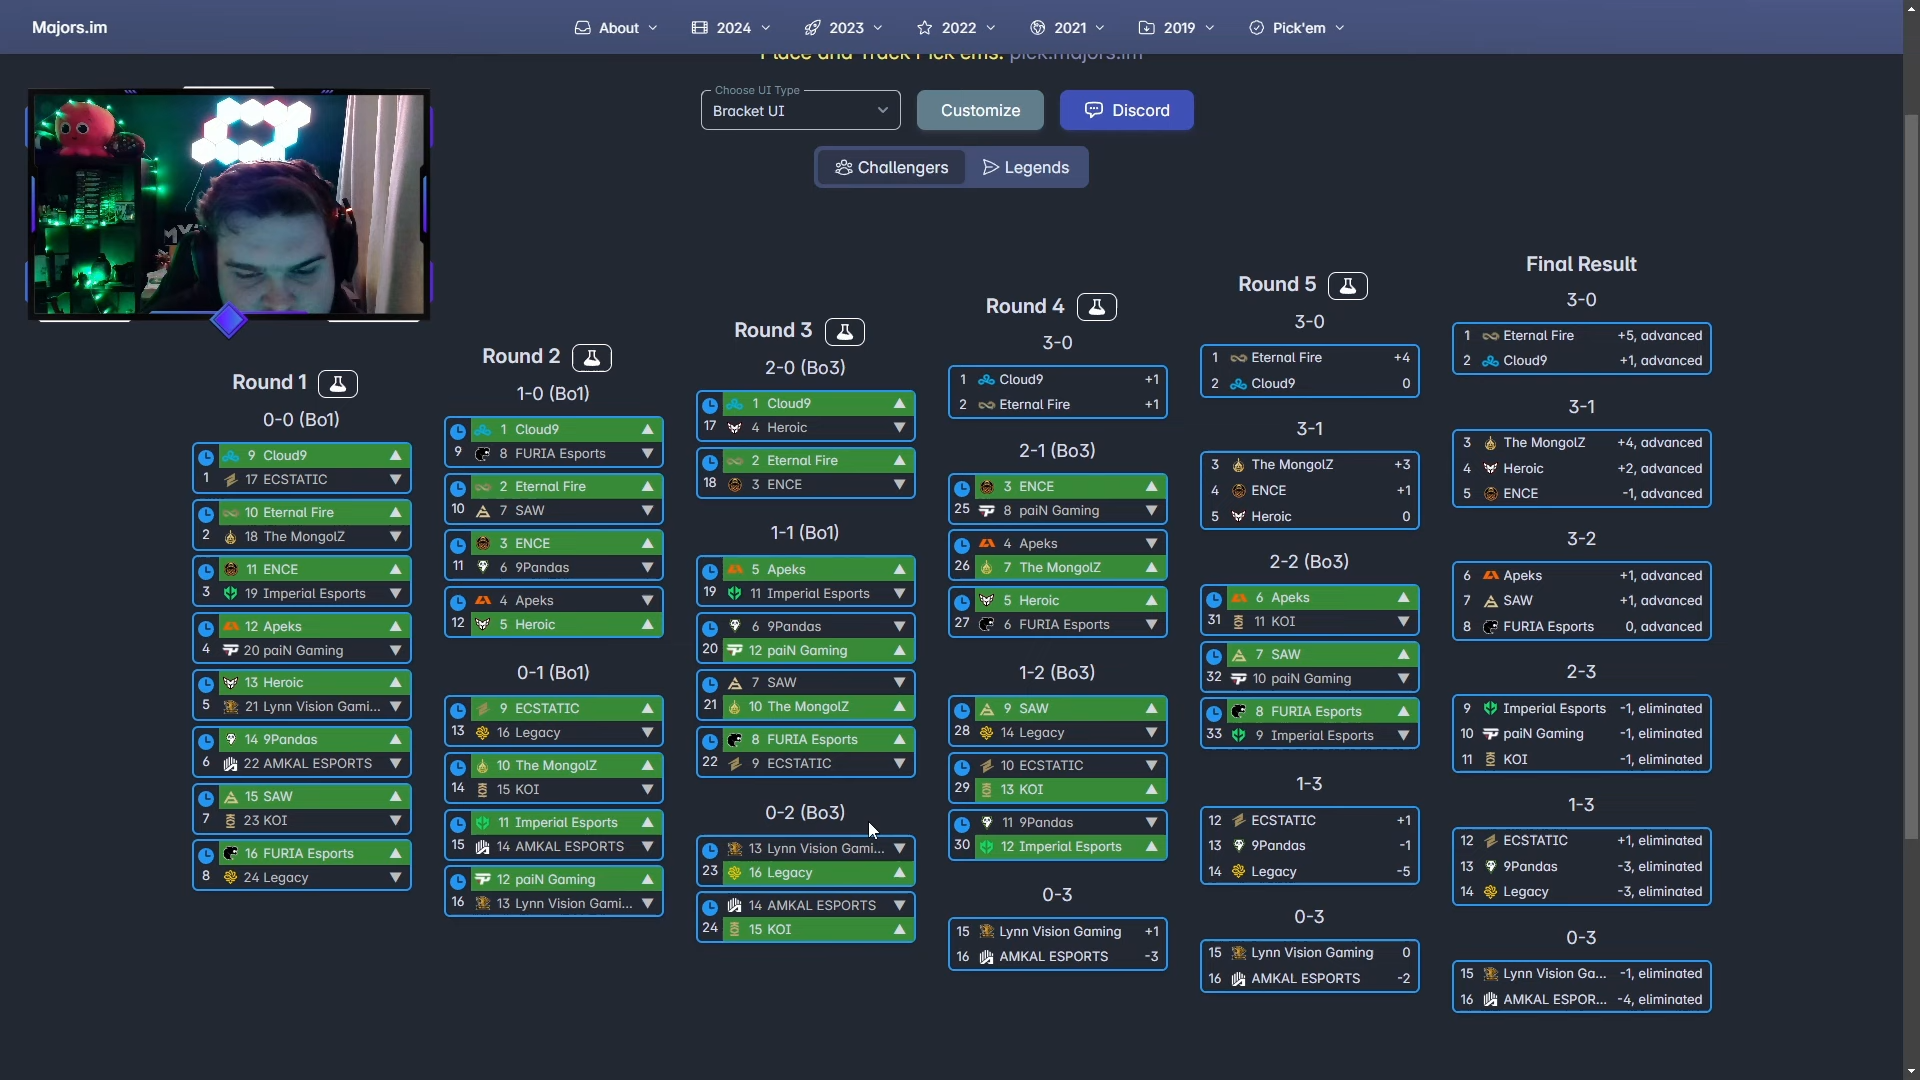 Majors.im
About
2024
2023
2022
2021
2019
Pick'em
Place and Track Pick'ems: pick.majors.im
Choose UI Type
Bracket UI
Customize
Discord
Challengers
Legends
Round 1
0-0 (Bo1)
9 Cloud9
1 17 ECSTATIC
10 Eternal Fire
2 18 The MongolZ
11 ENCE
3 19 Imperial Esports
12 Apeks
4 20 paiN Gaming
13 Heroic
5 21 Lynn Vision Gami...
14 9Pandas
6 22 AMKAL ESPORTS
15 SAW
7 23 KOI
16 FURIA Esports
8 24 Legacy
Round 2
1-0 (Bo1)
1 Cloud9
9 8 FURIA Esports
2 Eternal Fire
10 7 SAW
3 ENCE
11 6 9Pandas
4 Apeks
12 5 Heroic
0-1 (Bo1)
9 ECSTATIC
13 16 Legacy
10 The MongolZ
14 15 KOI
11 Imperial Esports
15 14 AMKAL ESPORTS
12 paiN Gaming
16 13 Lynn Vision Gami...
Round 3
2-0 (Bo3)
1 Cloud9
17 4 Heroic
2 Eternal Fire
18 3 ENCE
1-1 (Bo1)
5 Apeks
19 11 Imperial Esports
6 9Pandas
20 12 paiN Gaming
7 SAW
21 10 The MongolZ
8 FURIA Esports
22 9 ECSTATIC
0-2 (Bo3)
13 Lynn Vision Gami...
23 16 Legacy
14 AMKAL ESPORTS
24 15 KOI
Round 4
3-0
1 Cloud9 +1
2 Eternal Fire +1
2-1 (Bo3)
3 ENCE
25 8 paiN Gaming
4 Apeks
26 7 The MongolZ
5 Heroic
27 6 FURIA Esports
1-2 (Bo3)
9 SAW
28 14 Legacy
10 ECSTATIC
29 13 KOI
11 9Pandas
30 12 Imperial Esports
0-3
15 Lynn Vision Gaming +1
16 AMKAL ESPORTS -3
Round 5
3-0
1 Eternal Fire +4
2 Cloud9 0
3-1
3 The MongolZ +3
4 ENCE +1
5 Heroic 0
2-2 (Bo3)
6 Apeks
31 11 KOI
7 SAW
32 10 paiN Gaming
8 FURIA Esports
33 9 Imperial Esports
1-3
12 ECSTATIC +1
13 9Pandas -1
14 Legacy -5
0-3
15 Lynn Vision Gaming 0
16 AMKAL ESPORTS -2
Final Result
3-0
1 Eternal Fire +5, advanced
2 Cloud9 +1, advanced
3-1
3 The MongolZ +4, advanced
4 Heroic +2, advanced
5 ENCE -1, advanced
3-2
6 Apeks +1, advanced
7 SAW +1, advanced
8 FURIA Esports 0, advanced
2-3
9 Imperial Esports -1, eliminated
10 paiN Gaming -1, eliminated
11 KOI -1, eliminated
1-3
12 ECSTATIC +1, eliminated
13 9Pandas -3, eliminated
14 Legacy -3, eliminated
0-3
15 Lynn Vision Ga... -1, eliminated
16 AMKAL ESPOR... -4, eliminated